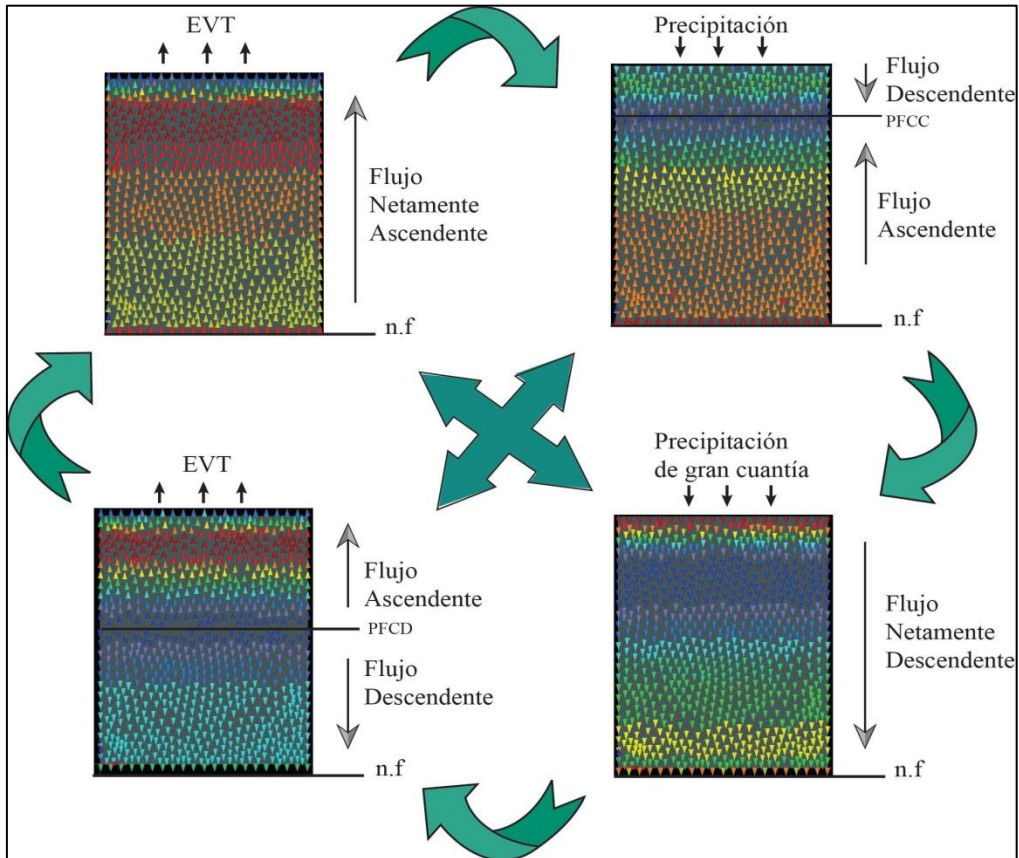 EVT
Flujo
Netamente
Ascendente
n.f
Precipitación
Flujo
Descendente
PFCC
Flujo
Ascendente
n.f
EVT
Flujo
Ascendente
PFCD
Flujo
Descendente
n.f
Precipitación
de gran cuantía
Flujo
Netamente
Descendente
n.f